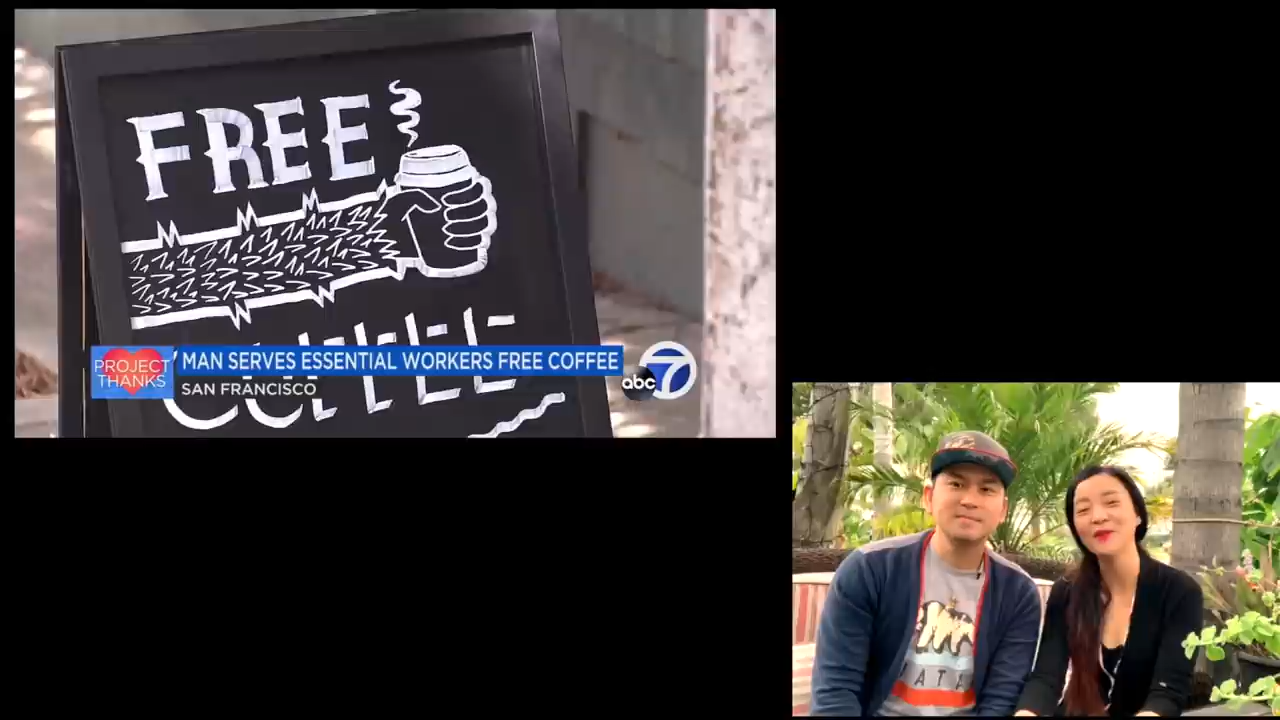 FREE
COFFEE
PROJECT
THANKS
MAN SERVES ESSENTIAL WORKERS FREE COFFEE
SAN FRANCISCO
abc 7